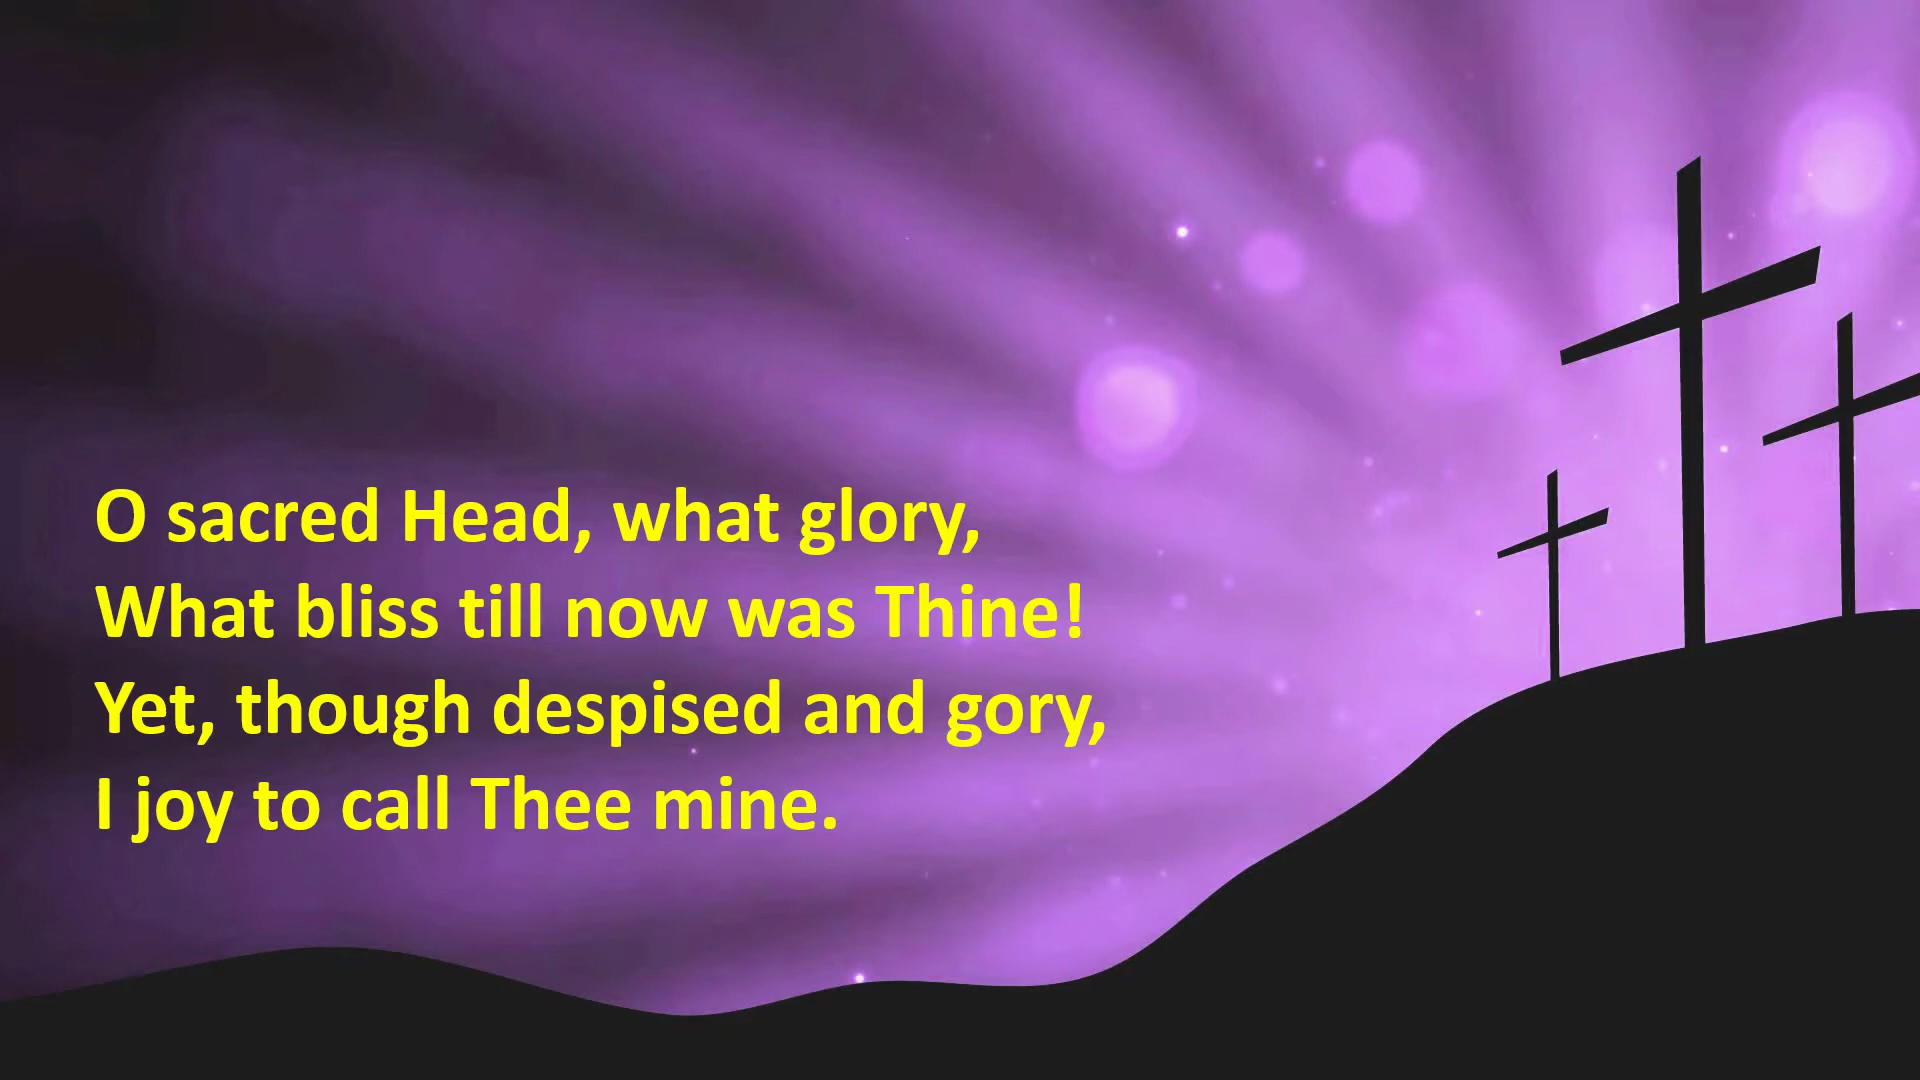 O sacred Head, what glory,
What bliss till now was Thine!
Yet, though despised and gory,
I joy to call Thee mine.